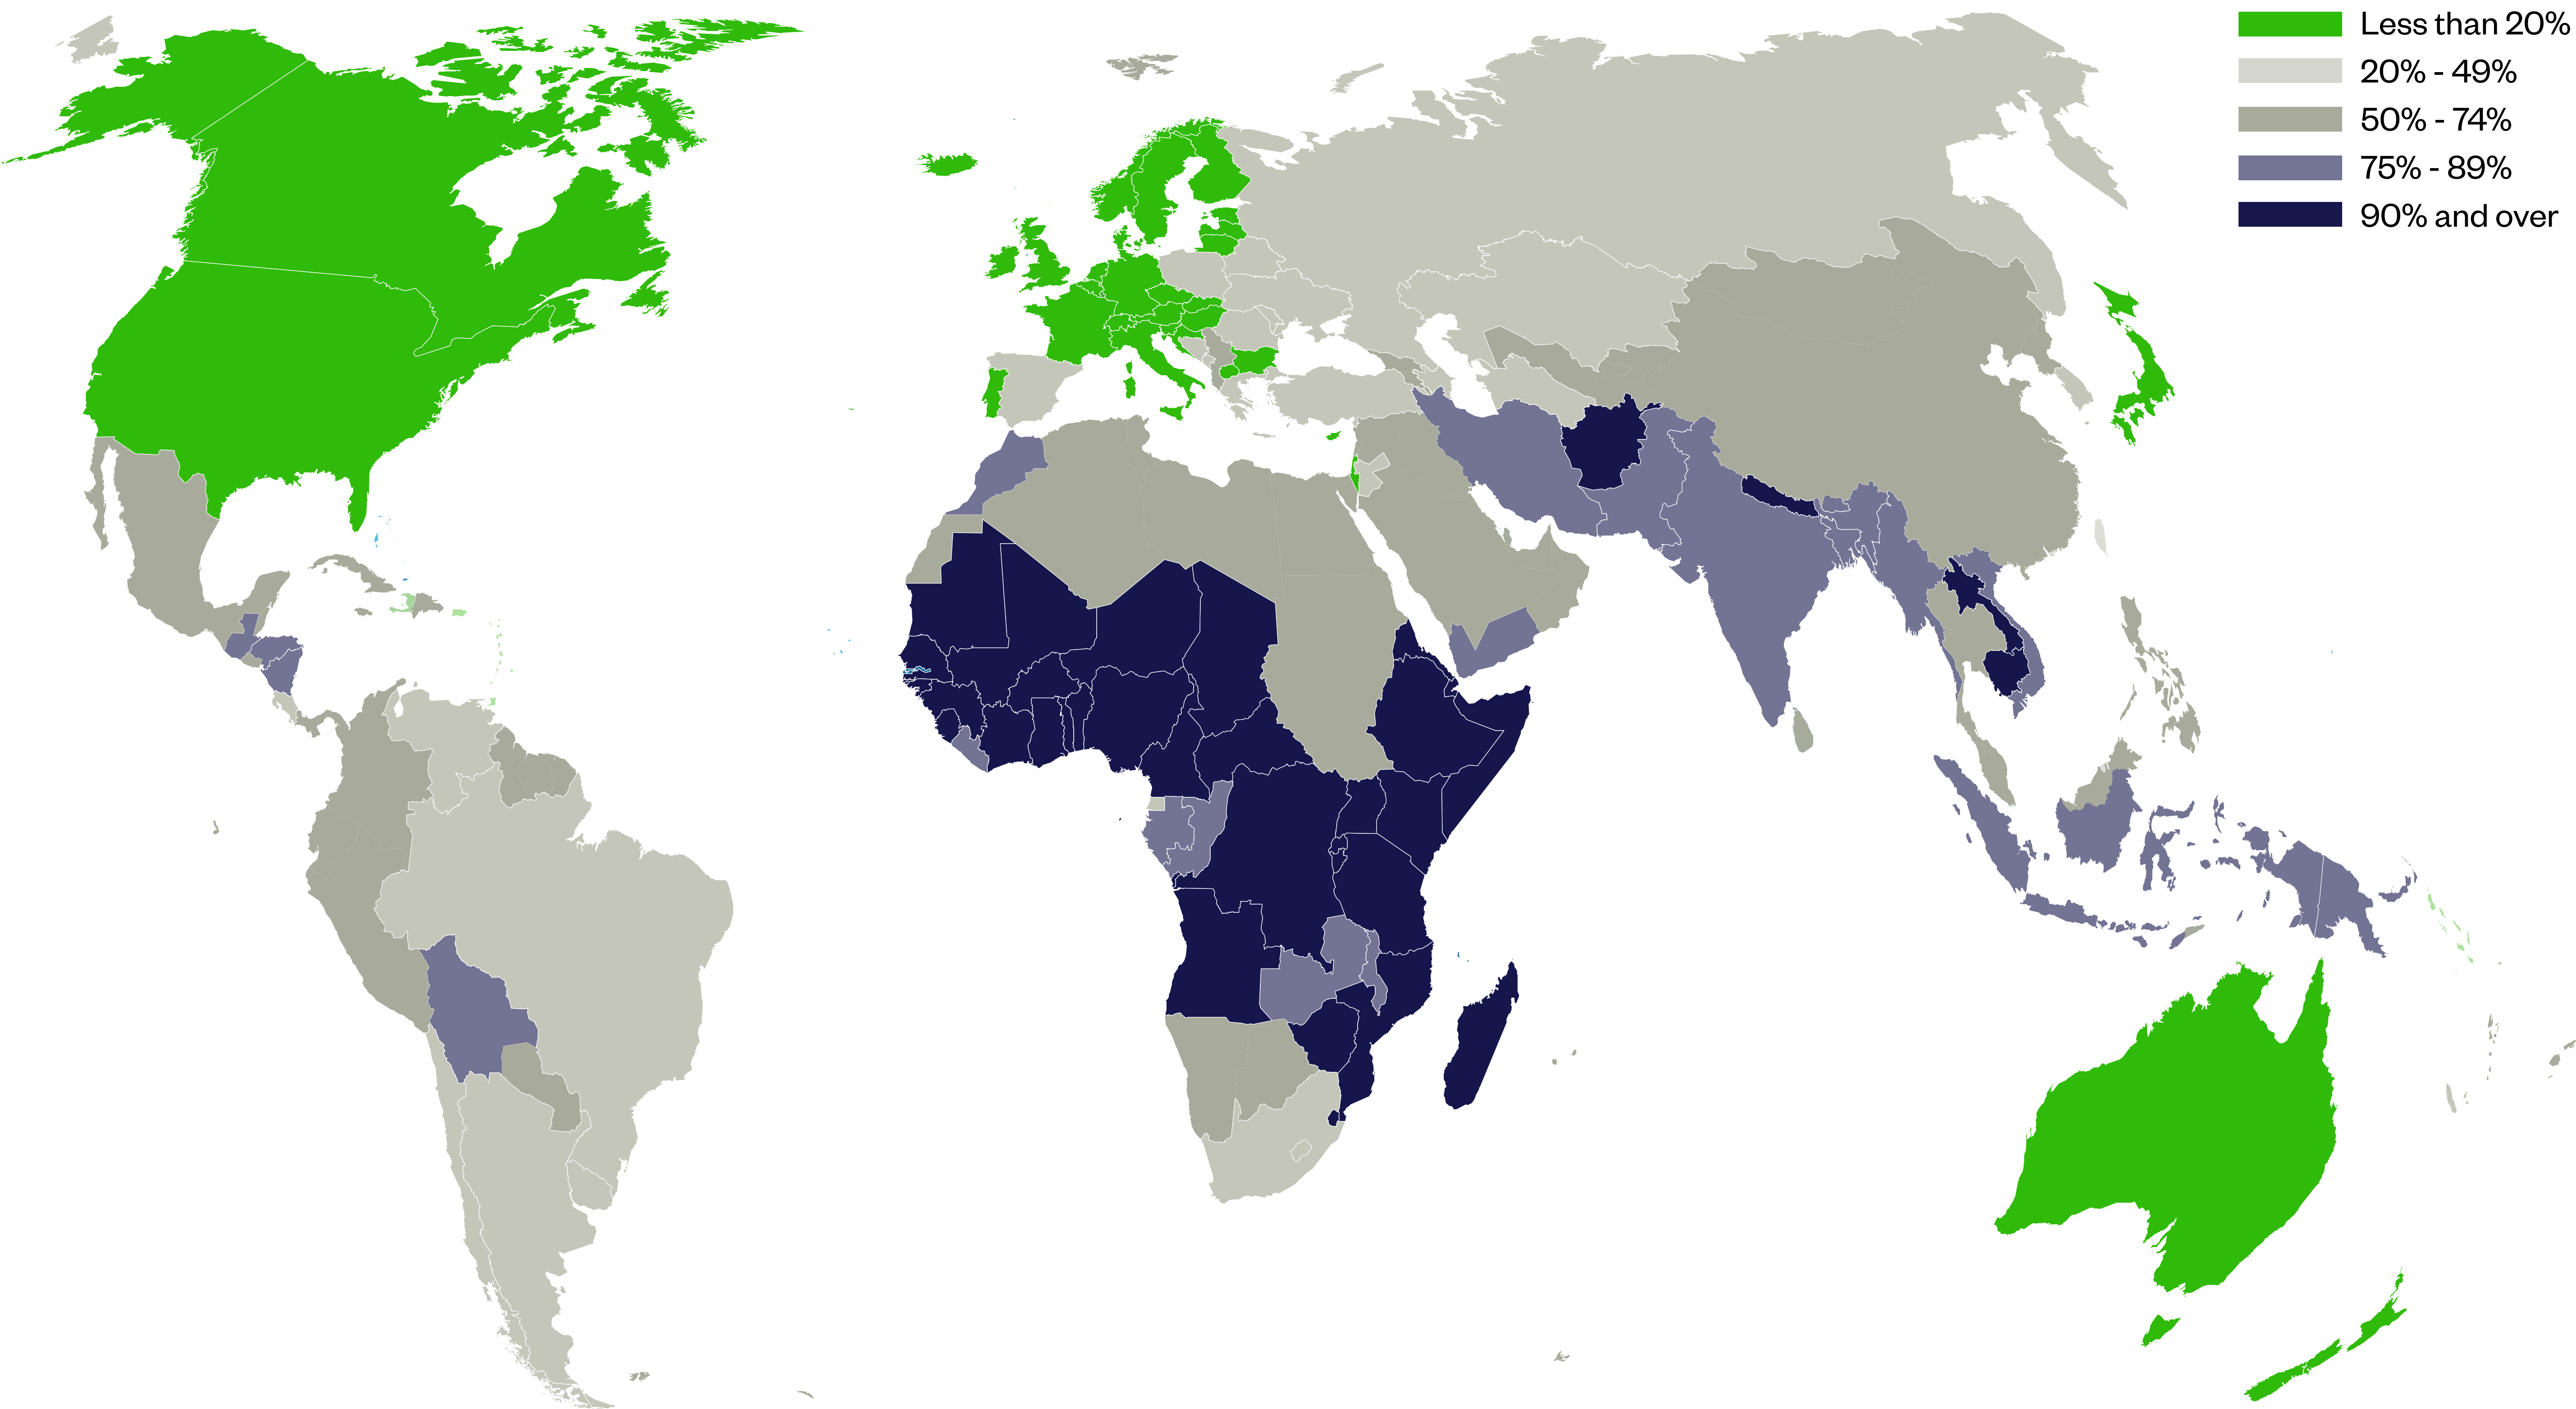 Less than 20%
20% - 49%
50% - 74%
75% - 89%
90% and over